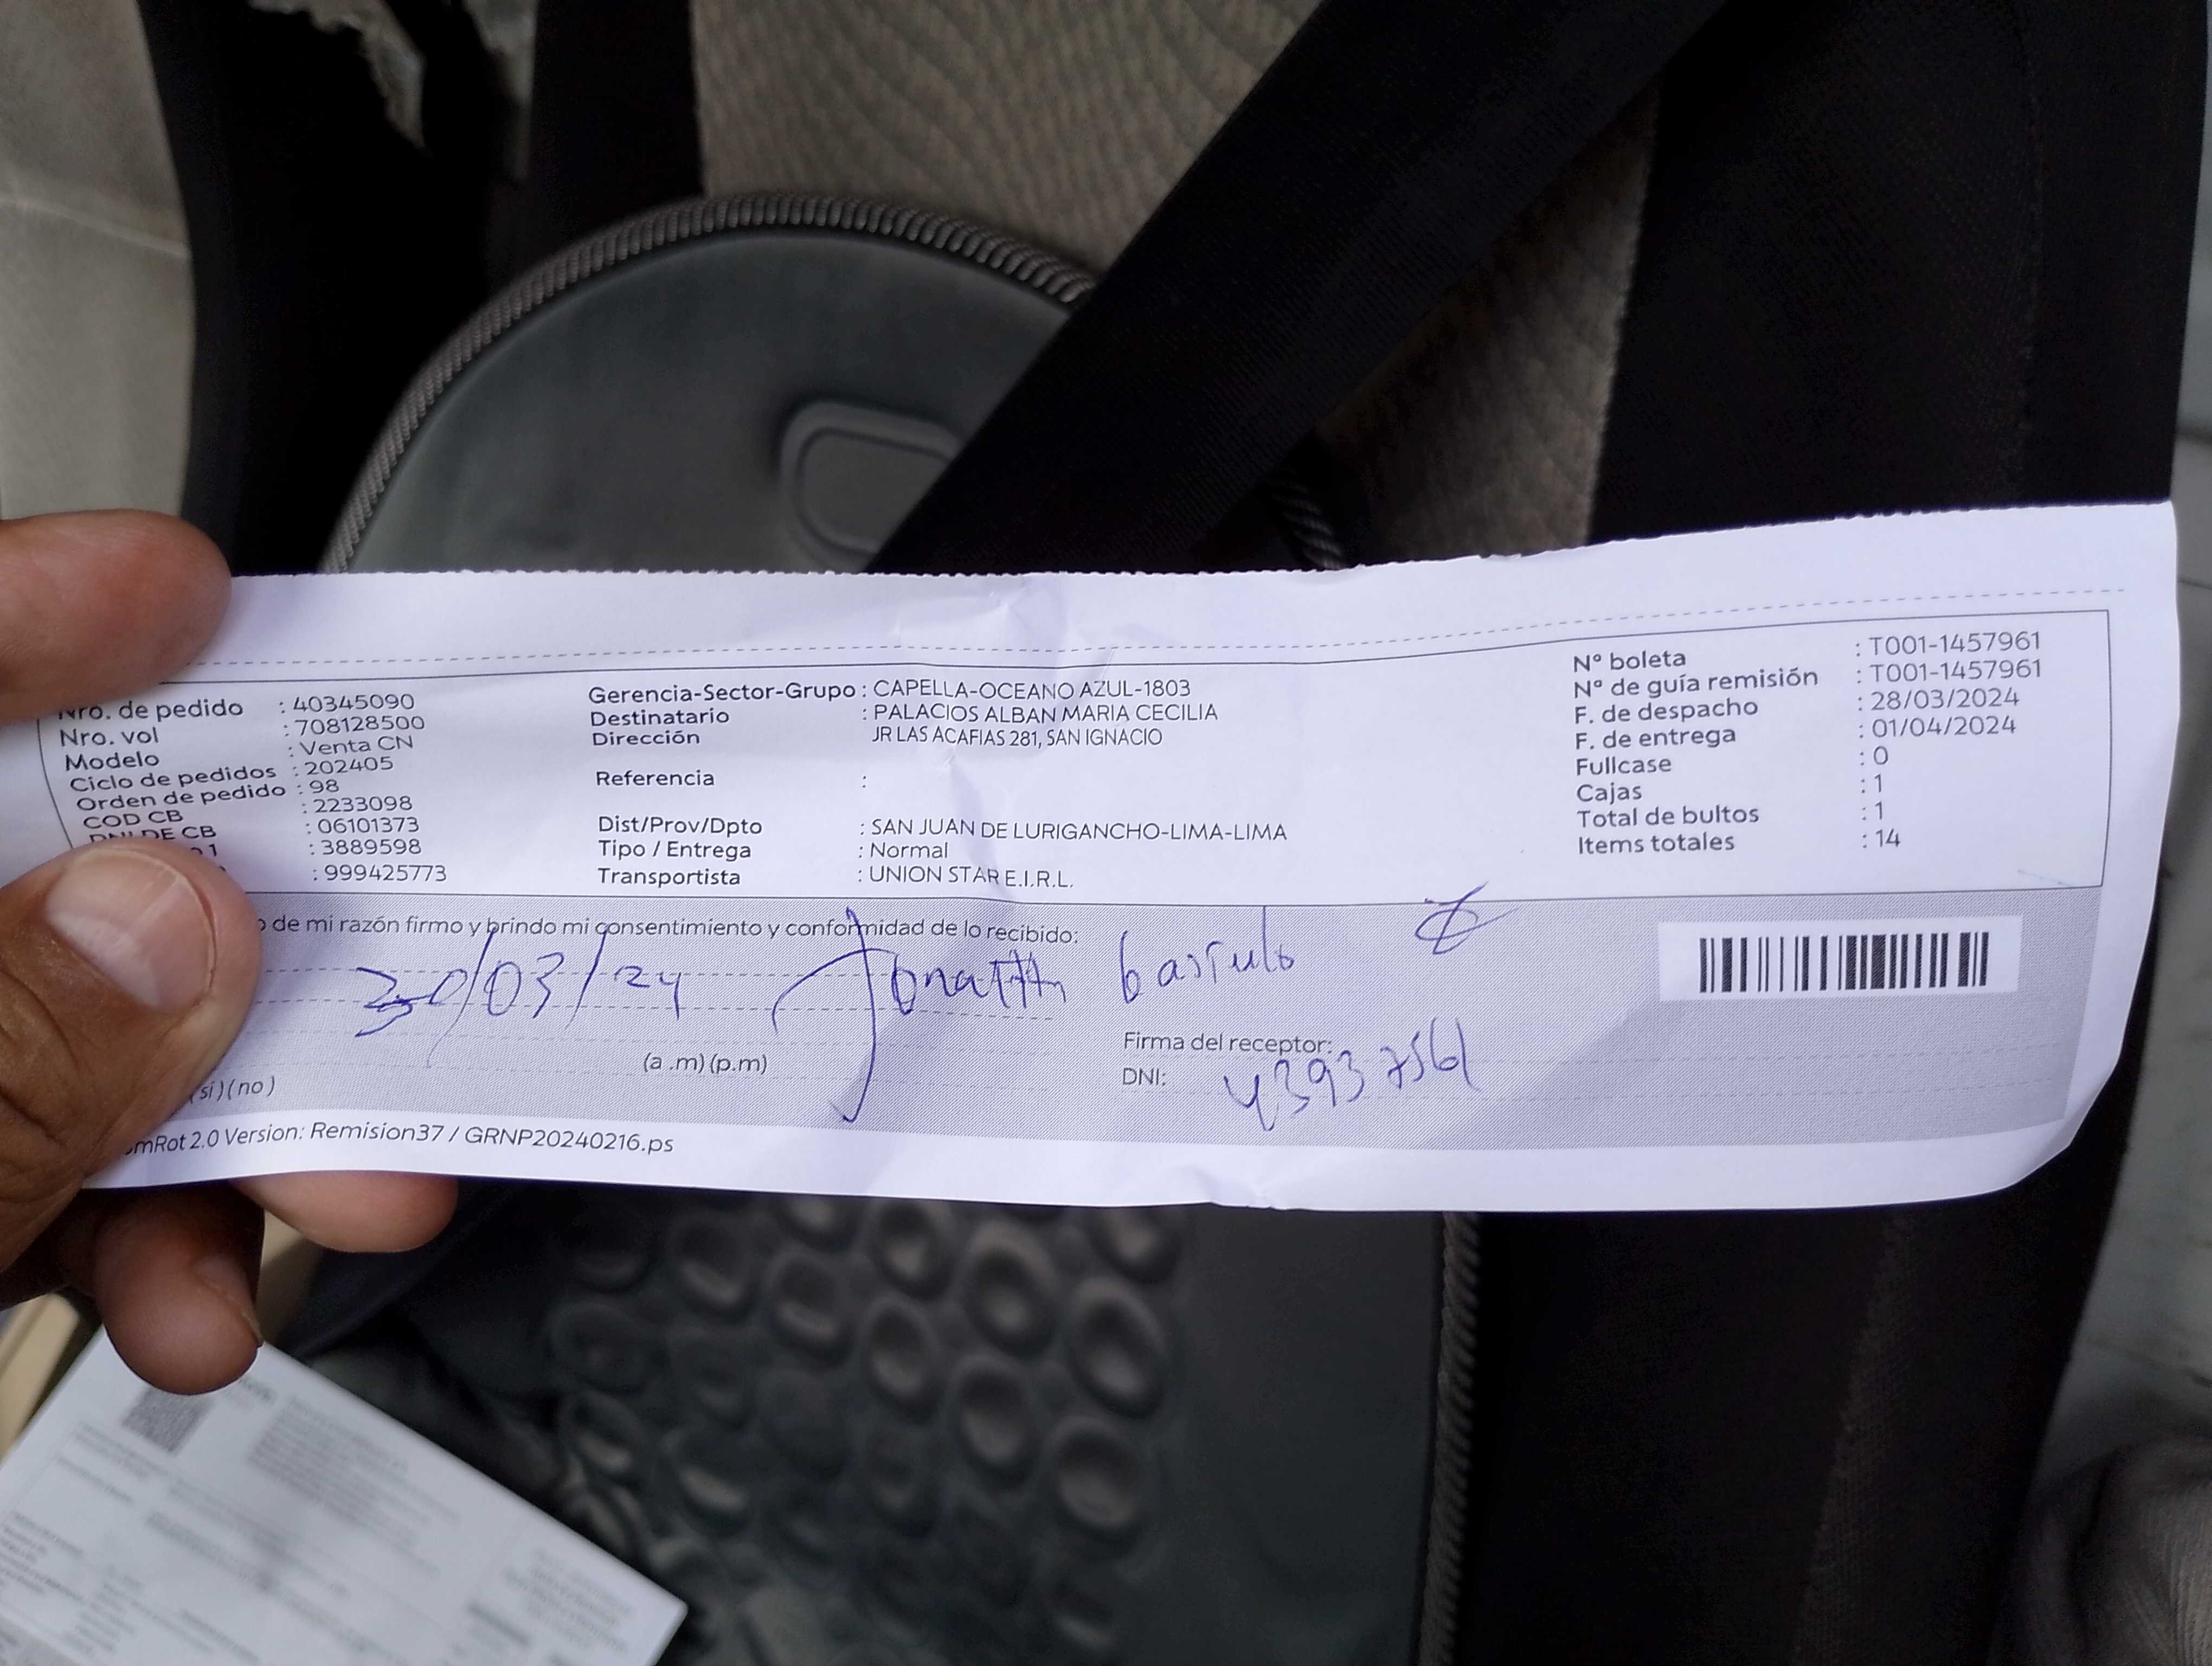 Nro. de pedido : 40345090
Nro. vol : 708128500
Modelo : Venta CN
Ciclo de pedidos : 202405
Orden de pedido : 98
COD CB : 2233098
DNI DE CB : 06101373
1 : 3889598
: 999425773
Gerencia-Sector-Grupo : CAPELLA-OCEANO AZUL-1803
Destinatario : PALACIOS ALBAN MARIA CECILIA
Dirección JR LAS ACAFIAS 281, SAN IGNACIO
Referencia :
Dist/Prov/Dpto : SAN JUAN DE LURIGANCHO-LIMA-LIMA
Tipo / Entrega : Normal
Transportista : UNION STAR E.I.R.L.
Nº boleta : T001-1457961
Nº de guía remisión : T001-1457961
F. de despacho : 28/03/2024
F. de entrega : 01/04/2024
Fullcase : 0
Cajas : 1
Total de bultos : 1
Items totales : 14
de mi razón firmo y brindo mi consentimiento y conformidad de lo recibido:
30/03/24
(a.m)(p.m)
Firma del receptor:
DNI: 43937561
(si)(no)
mRot 2.0 Version: Remision37 / GRNP20240216.ps